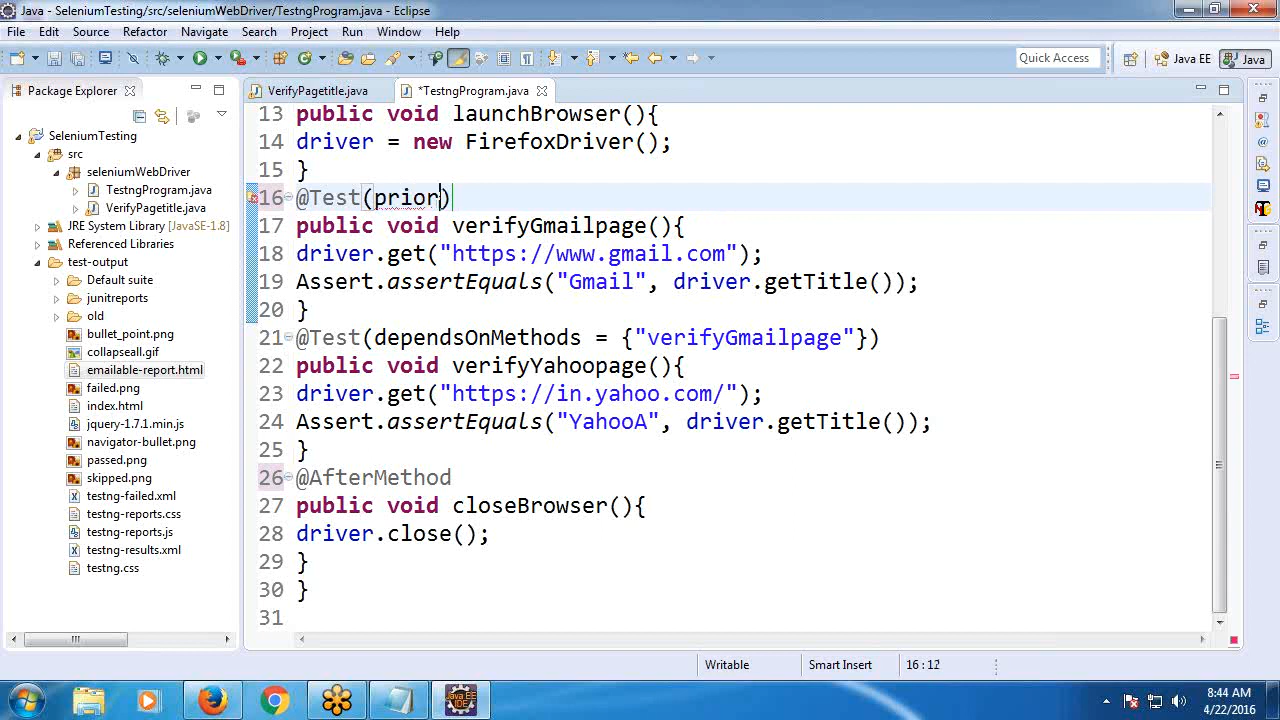 Java - SeleniumTesting/src/seleniumWebDriver/TestngProgram.java - Eclipse
File Edit Source Refactor Navigate Search Project Run Window Help
Quick Access
Java EE
Java
Package Explorer
VerifyPagetitle.java
*TestngProgram.java
SeleniumTesting
src
seleniumWebDriver
TestngProgram.java
VerifyPagetitle.java
JRE System Library [JavaSE-1.8]
Referenced Libraries
test-output
Default suite
junitreports
old
bullet_point.png
collapseall.gif
emailable-report.html
failed.png
index.html
jquery-1.7.1.min.js
navigator-bullet.png
passed.png
skipped.png
testng-failed.xml
testng-reports.css
testng-reports.js
testng-results.xml
testng.css
13 public void launchBrowser(){
14 driver = new FirefoxDriver();
15 }
16 @Test(prior)
17 public void verifyGmailpage(){
18 driver.get("https://www.gmail.com");
19 Assert.assertEquals("Gmail", driver.getTitle());
20 }
21 @Test(dependsOnMethods = {"verifyGmailpage"})
22 public void verifyYahoopage(){
23 driver.get("https://in.yahoo.com/");
24 Assert.assertEquals("YahooA", driver.getTitle());
25 }
26 @AfterMethod
27 public void closeBrowser(){
28 driver.close();
29 }
30 }
31
Writable Smart Insert 16 : 12
Java EE
IDE
8:44 AM
4/22/2016